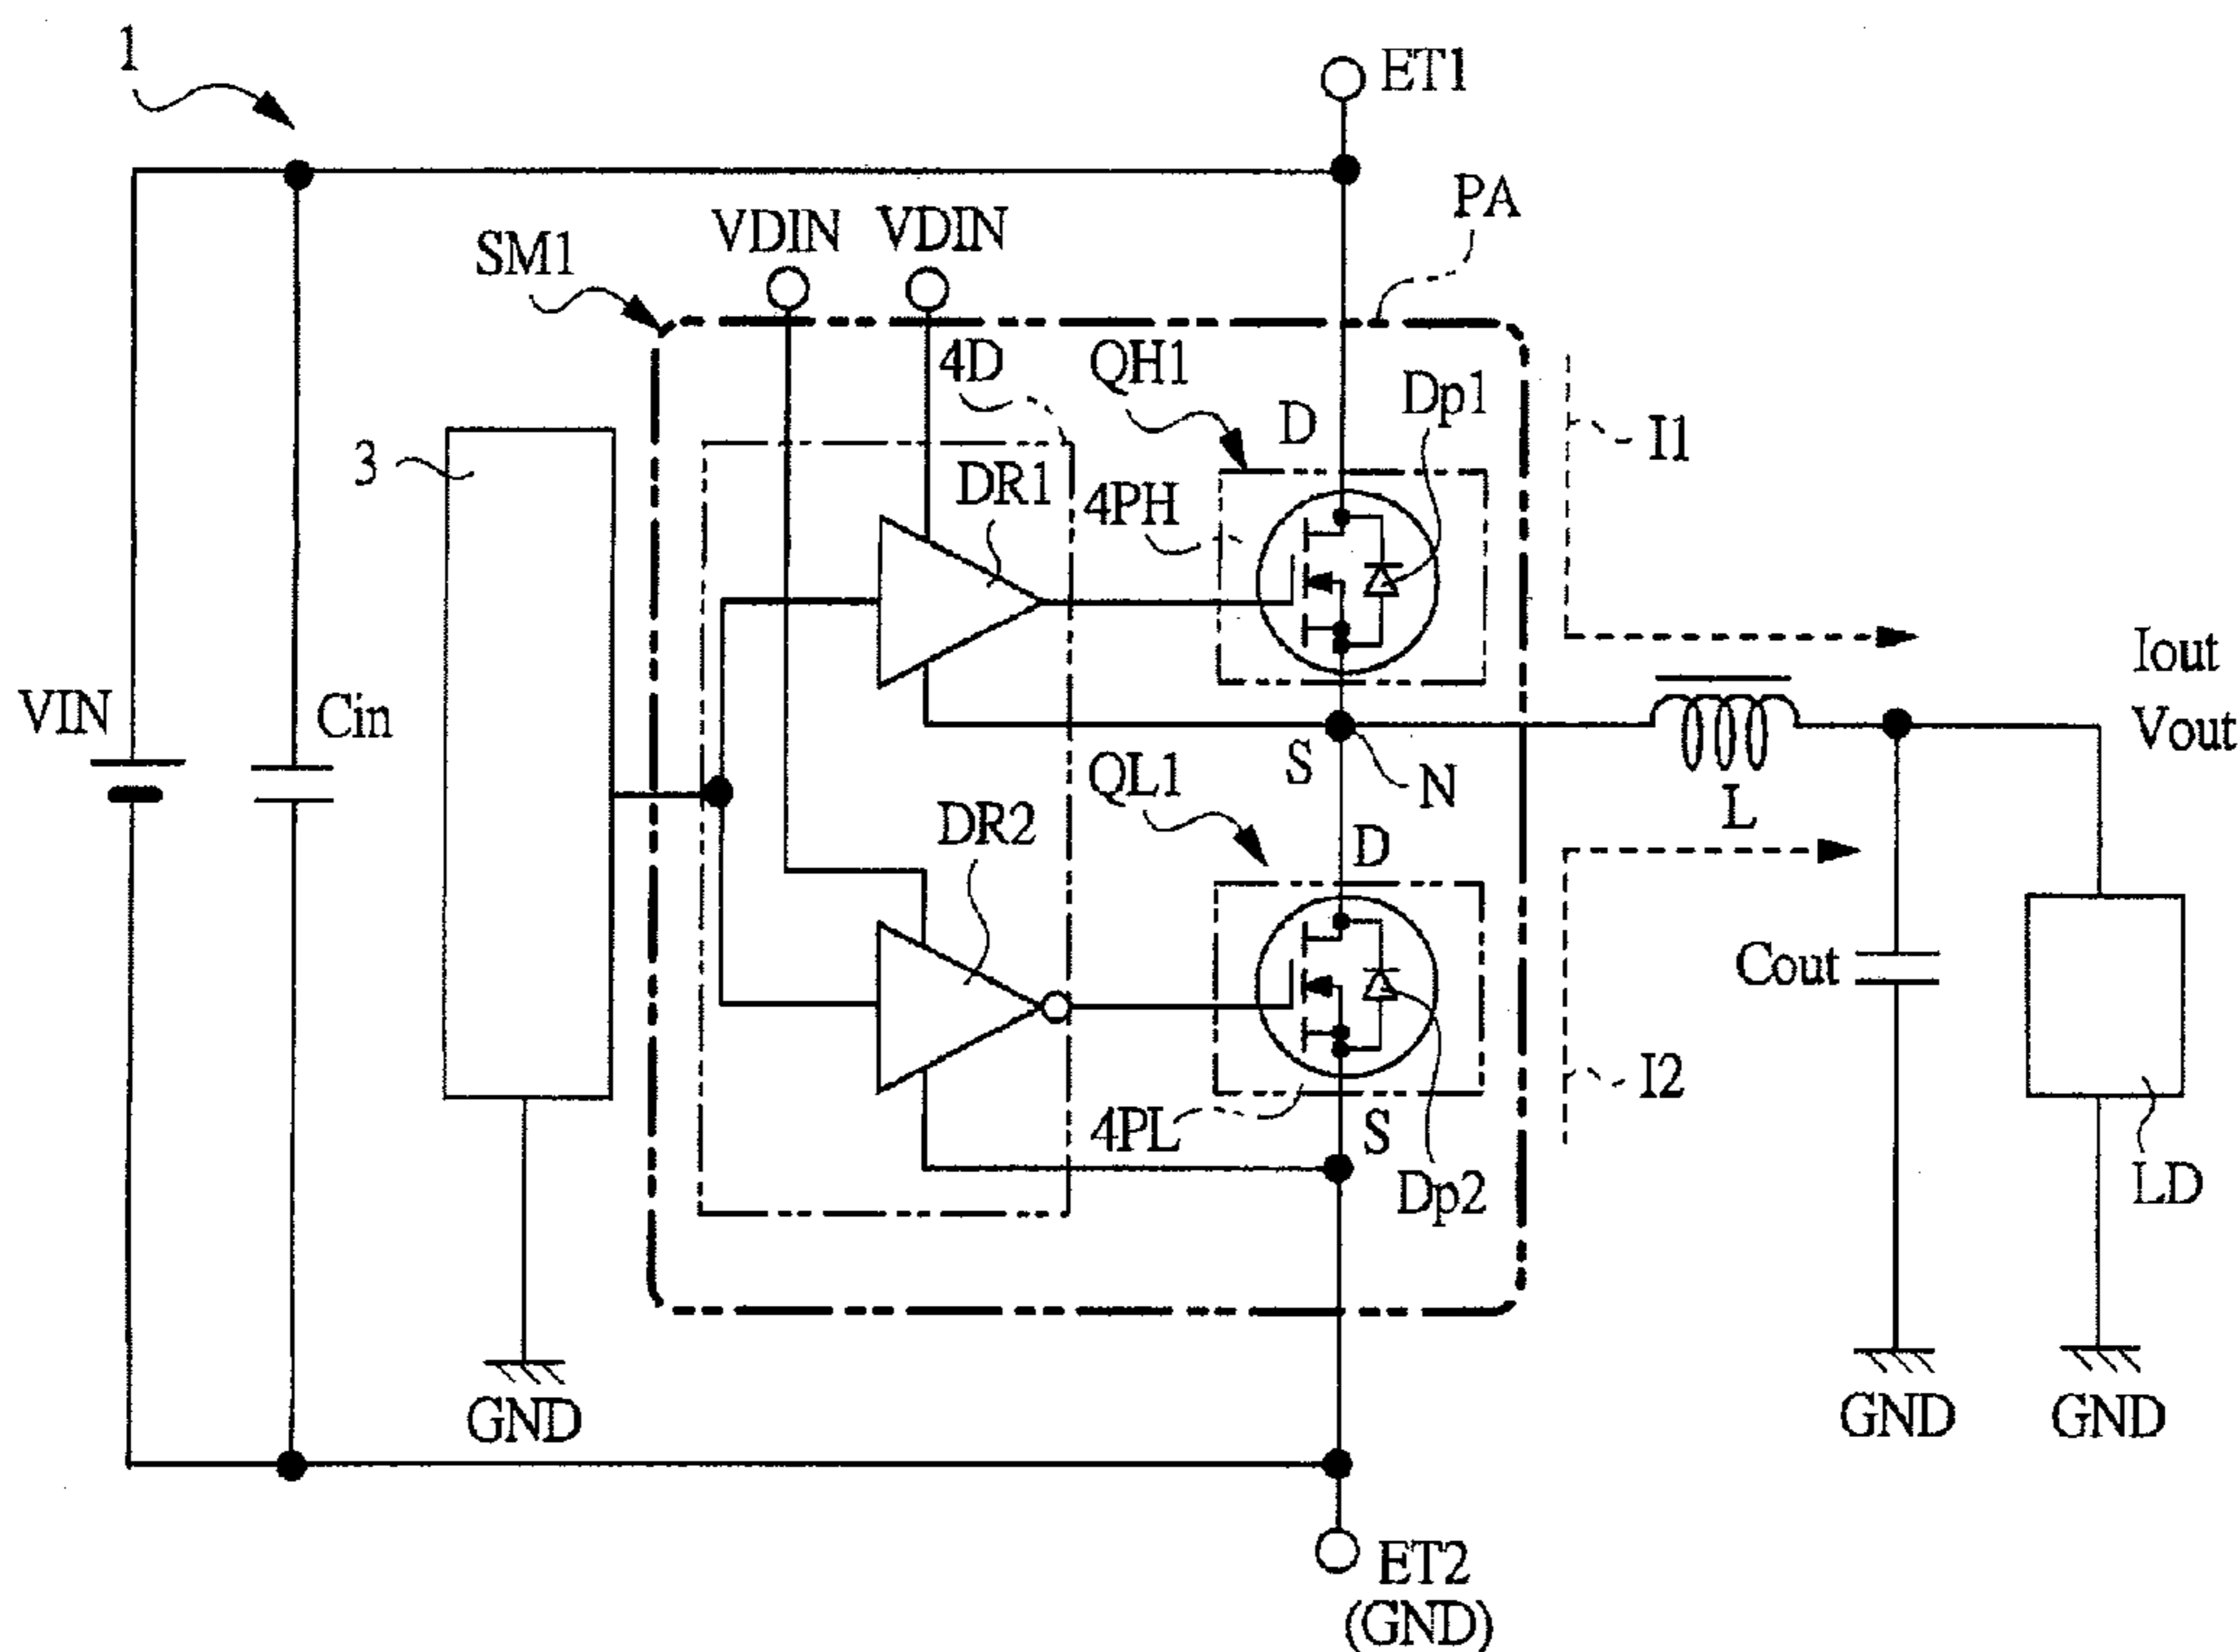 1
ET1
PA
VDIN
VDIN
SM1
4D
QH1
Dp1
D
I1
3
DR1
4PH
Iout
Vout
VIN
Cin
S
N
QL1
L
DR2
D
Cout
I2
4PL
S
Dp2
LD
GND
GND
GND
ET2
(GND)